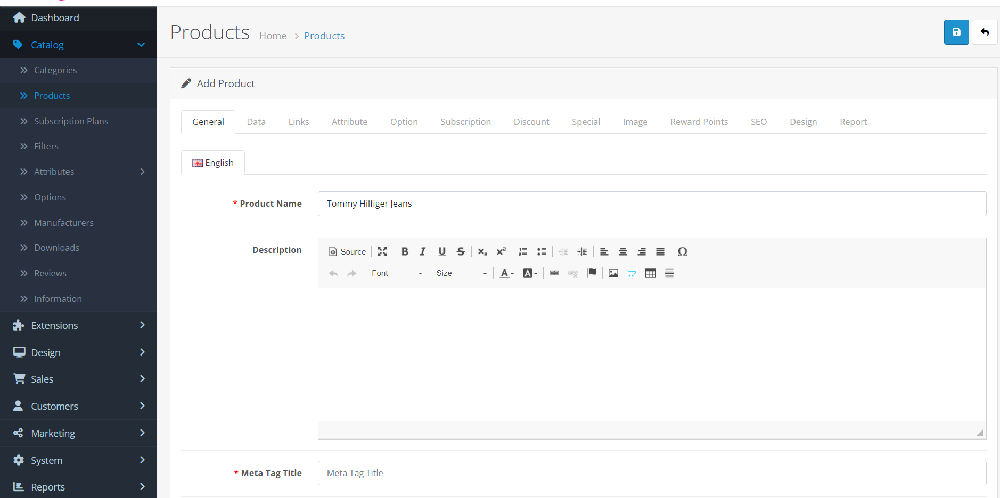 Dashboard
Catalog
Categories
Products
Subscription Plans
Filters
Attributes
Options
Manufacturers
Downloads
Reviews
Information
Extensions
Design
Sales
Customers
Marketing
System
Reports
Products Home > Products
Add Product
General Data Links Attribute Option Subscription Discount Special Image Reward Points SEO Design Report
English
* Product Name Tommy Hilfiger Jeans
Description
Source
Font Size
* Meta Tag Title Meta Tag Title